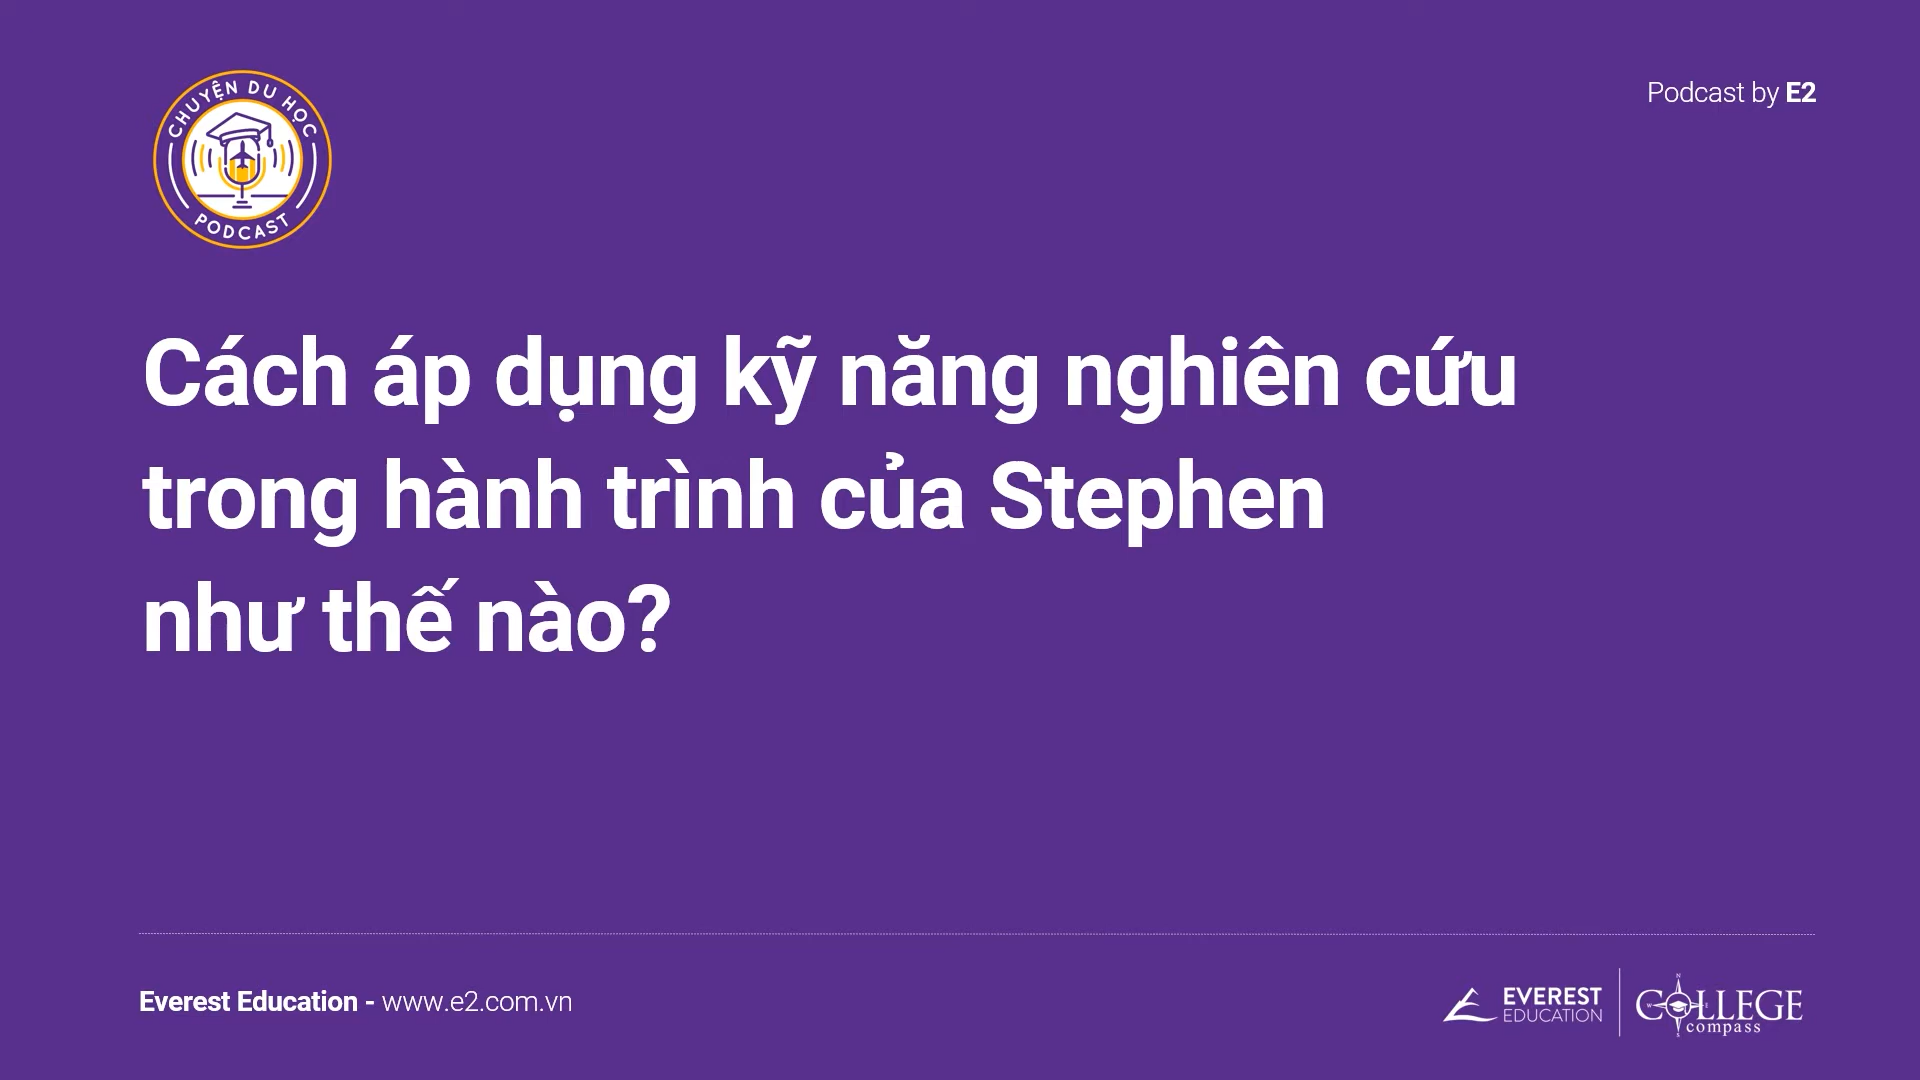 CHUYỆN DU HỌC
PODCAST
Podcast by E2
Cách áp dụng kỹ năng nghiên cứu
trong hành trình của Stephen
như thế nào?
Everest Education - www.e2.com.vn
EVEREST
EDUCATION
COLLEGE
compass